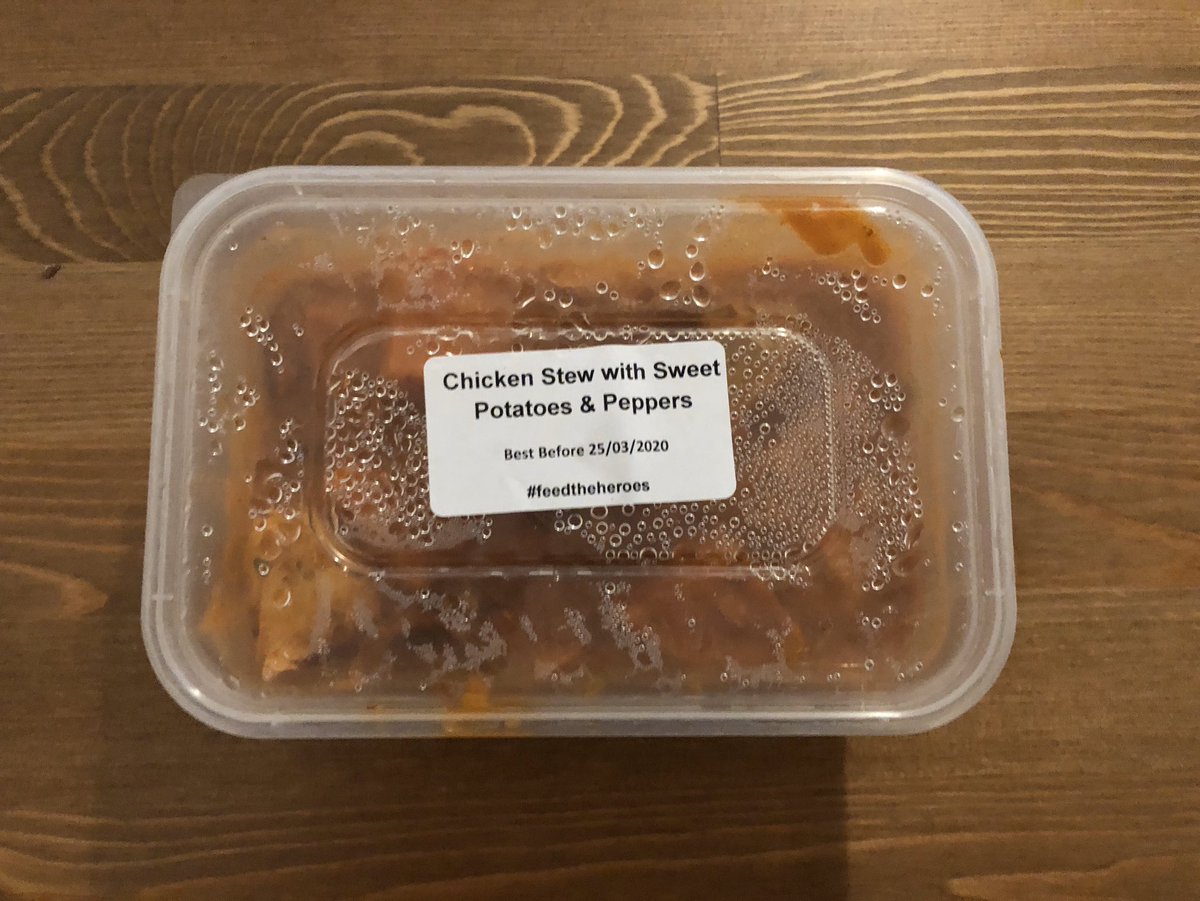 Chicken Stew with Sweet
Potatoes & Peppers
Best Before 25/03/2020
#feedtheheroes